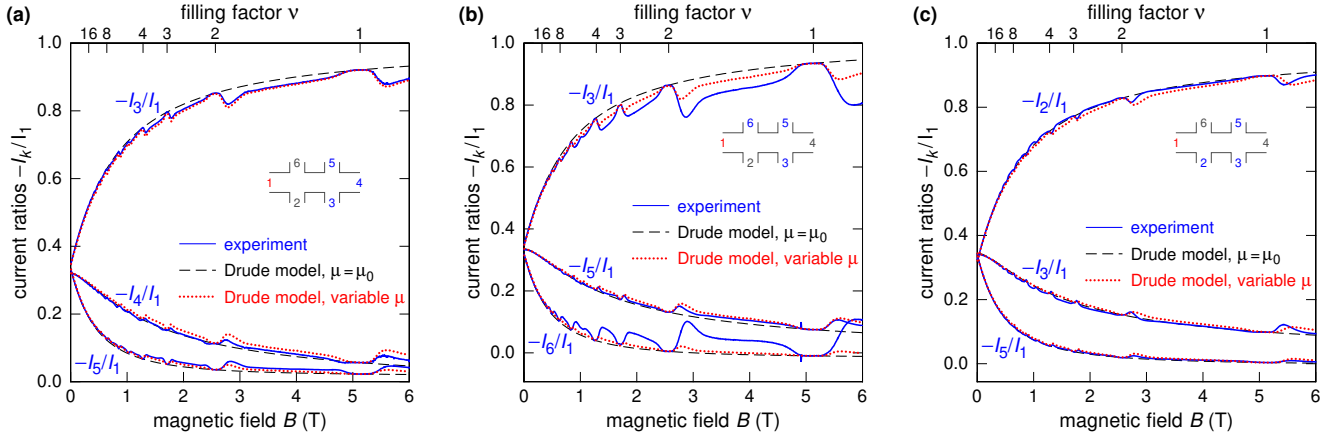 (a)
filling factor ν
16 8 4 3 2 1
1.0
0.8
0.6
0.4
0.2
0.0
current ratios −I_k/I_1
−I_3/I_1
−I_4/I_1
−I_5/I_1
6 5
1 4
2 3
experiment
Drude model, μ = μ_0
Drude model, variable μ
0 1 2 3 4 5 6
magnetic field B (T)
(b)
filling factor ν
16 8 4 3 2 1
1.0
0.8
0.6
0.4
0.2
0.0
current ratios −I_k/I_1
−I_3/I_1
−I_5/I_1
−I_6/I_1
6 5
1 4
2 3
experiment
Drude model, μ = μ_0
Drude model, variable μ
0 1 2 3 4 5 6
magnetic field B (T)
(c)
filling factor ν
16 8 4 3 2 1
1.0
0.8
0.6
0.4
0.2
0.0
current ratios −I_k/I_1
−I_2/I_1
−I_3/I_1
−I_5/I_1
6 5
1 4
2 3
experiment
Drude model, μ = μ_0
Drude model, variable μ
0 1 2 3 4 5 6
magnetic field B (T)